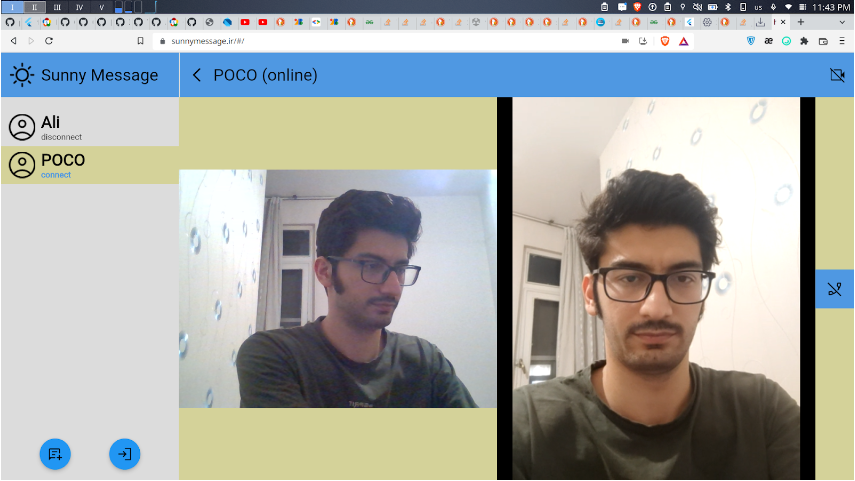 I II III IV V us 11:43 PM
sunnymessage.ir/#/
Sunny Message
POCO (online)
Ali
disconnect
POCO
connect